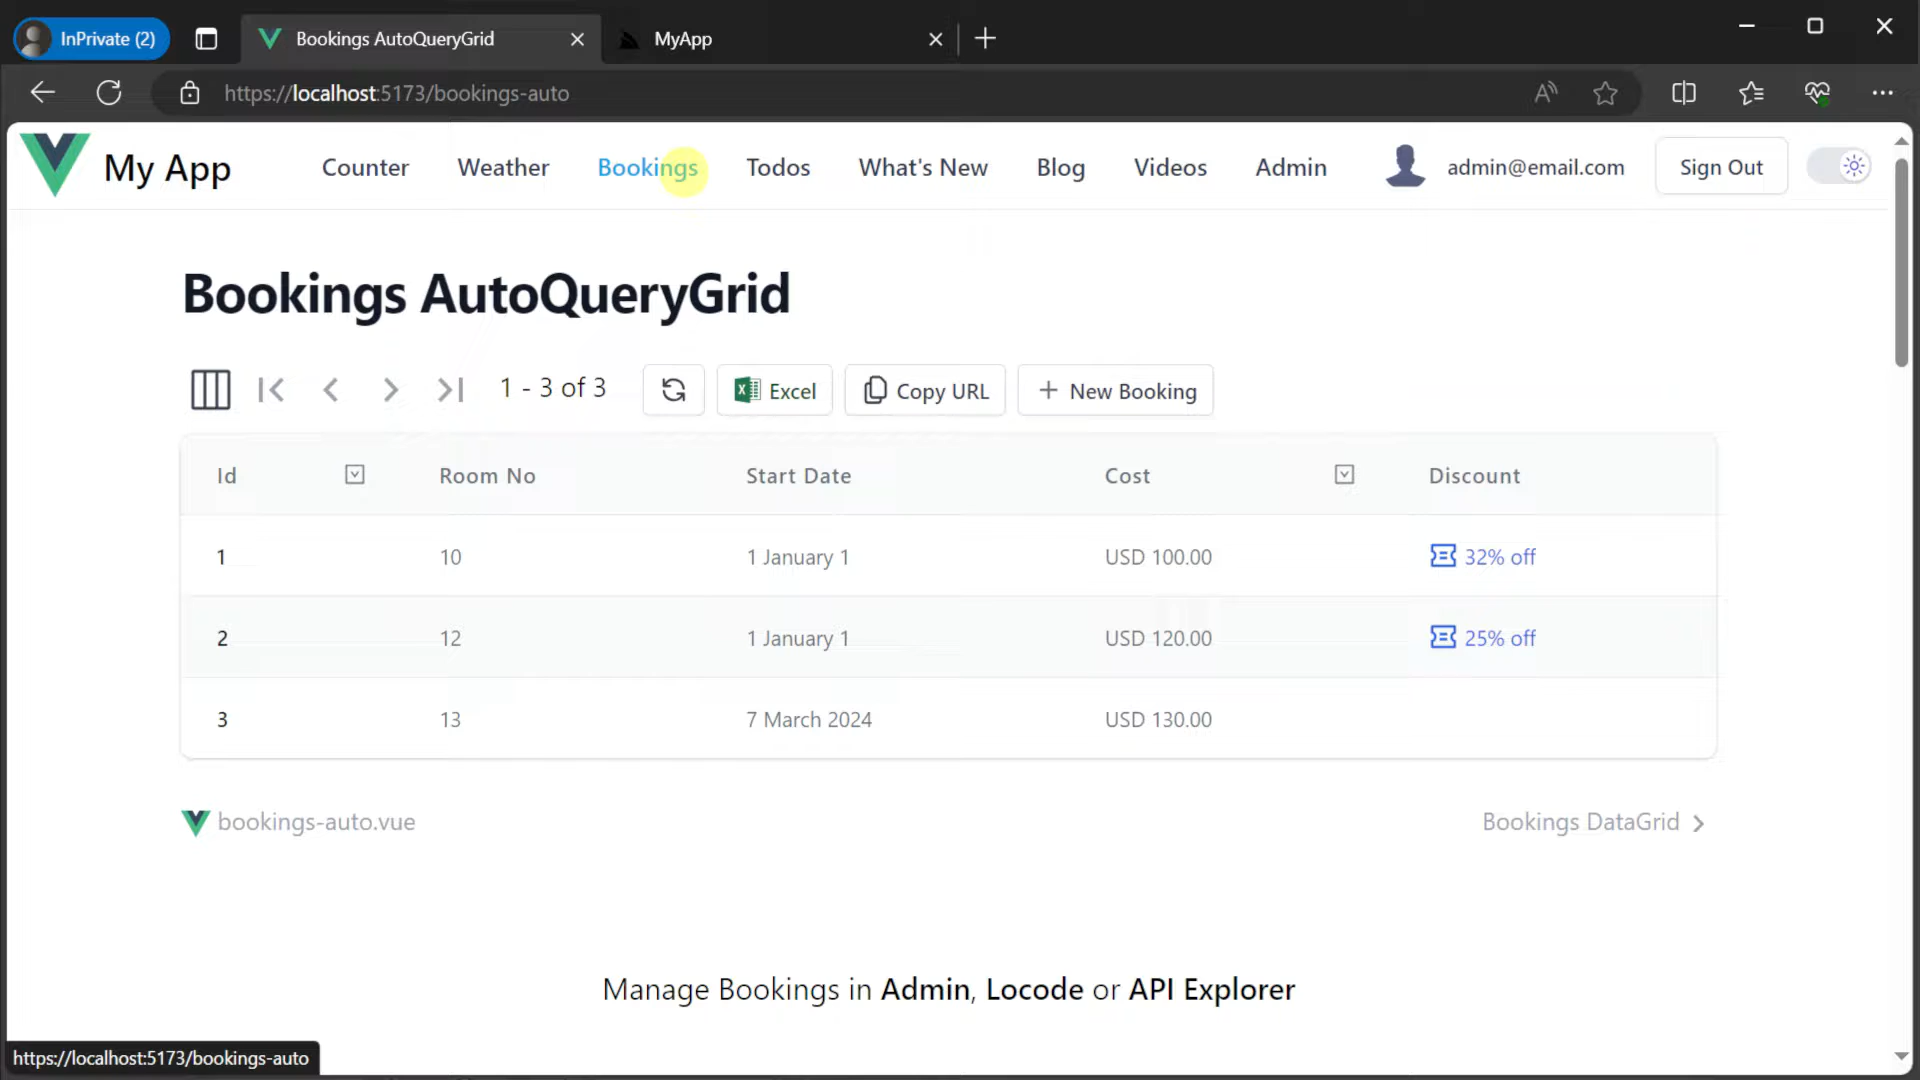 InPrivate (2)
Bookings AutoQueryGrid
MyApp
https://localhost:5173/bookings-auto
My App
Counter
Weather
Bookings
Todos
What's New
Blog
Videos
Admin
admin@email.com
Sign Out
Bookings AutoQueryGrid
1 - 3 of 3
Excel
Copy URL
New Booking
Id Room No Start Date Cost Discount
1 10 1 January 1 USD 100.00 32% off
2 12 1 January 1 USD 120.00 25% off
3 13 7 March 2024 USD 130.00
bookings-auto.vue
Bookings DataGrid
Manage Bookings in Admin, Locode or API Explorer
https://localhost:5173/bookings-auto